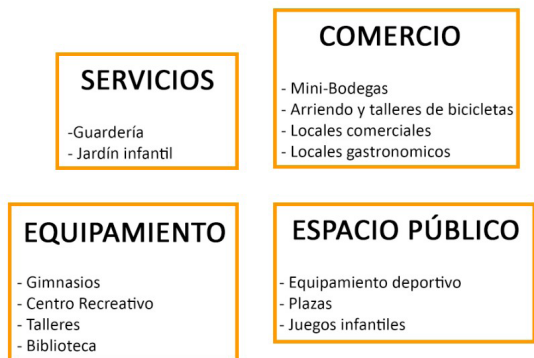 SERVICIOS
-Guardería
- Jardín infantil
COMERCIO
- Mini-Bodegas
- Arriendo y talleres de bicicletas
- Locales comerciales
- Locales gastronomicos
EQUIPAMIENTO
- Gimnasios
- Centro Recreativo
- Talleres
- Biblioteca
ESPACIO PÚBLICO
- Equipamiento deportivo
- Plazas
- Juegos infantiles